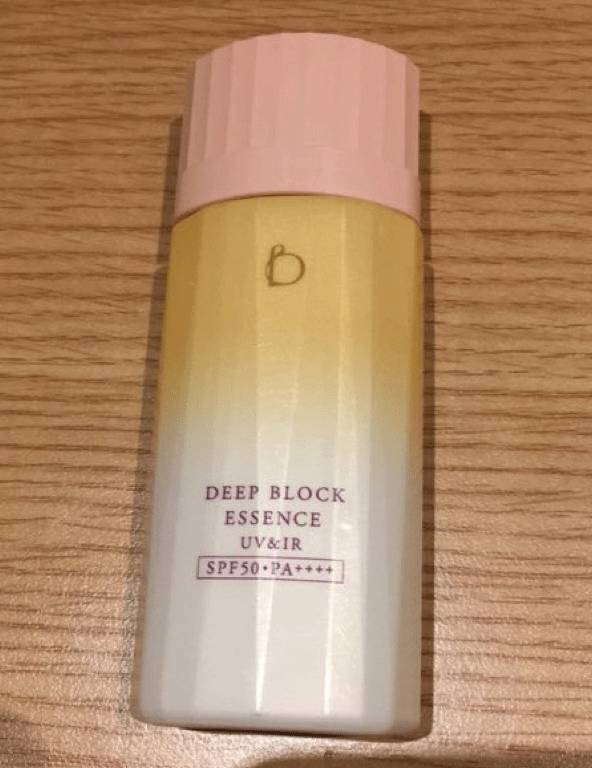 DEEP BLOCK
ESSENCE
UV&IR
SPF50•PA++++